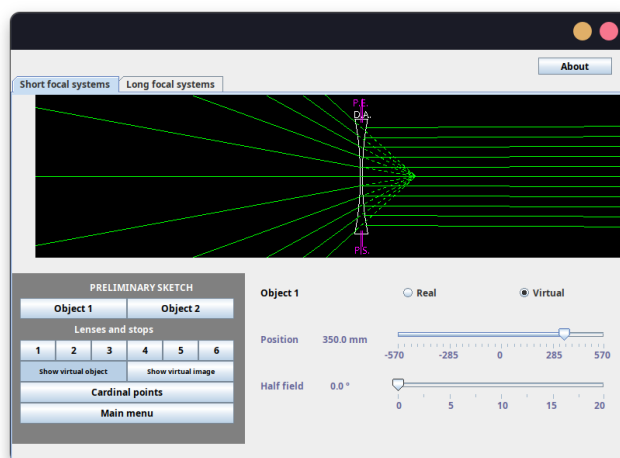 About
Short focal systems Long focal systems
P.E.
D.A.
P.S.
PRELIMINARY SKETCH
Object 1 Object 2
Lenses and stops
1 2 3 4 5 6
Show virtual object Show virtual image
Cardinal points
Main menu
Object 1 Real Virtual
Position 350.0 mm
-570 -285 0 285 570
Half field 0.0 °
0 5 10 15 20